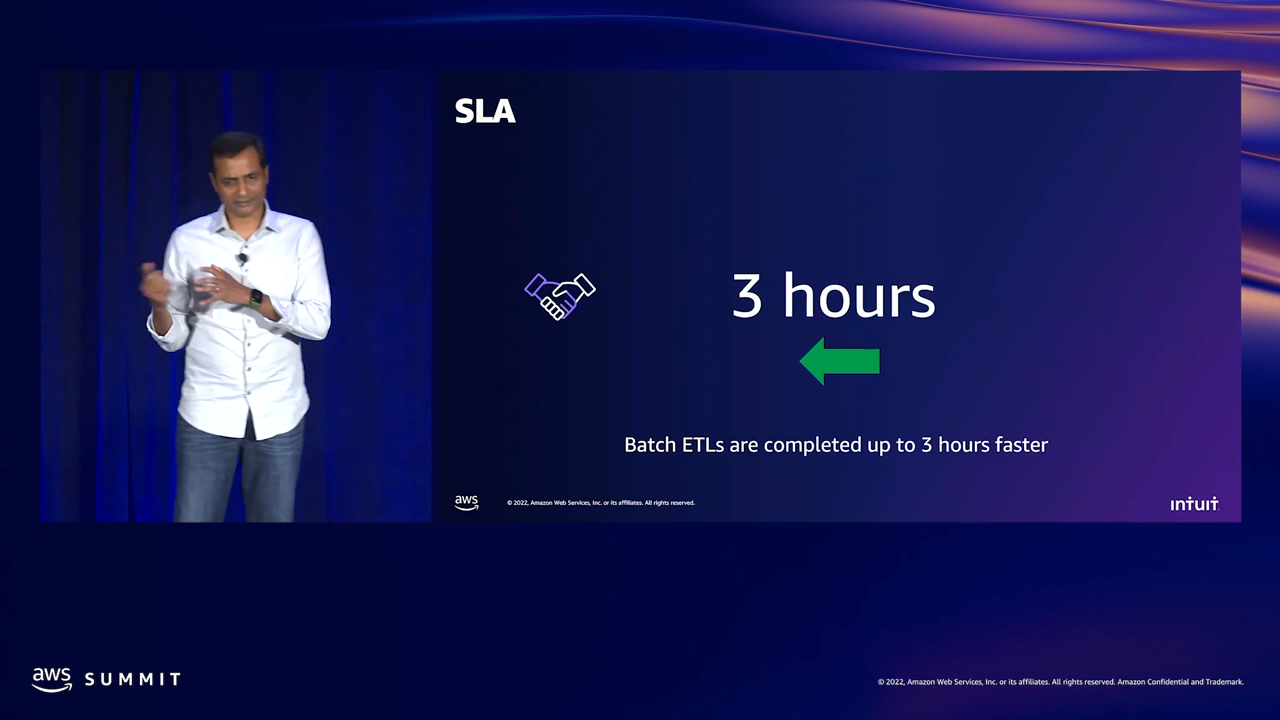 SLA
3 hours
Batch ETLs are completed up to 3 hours faster
aws
© 2022, Amazon Web Services, Inc. or its affiliates. All rights reserved.
ıntuıt
aws SUMMIT
© 2022, Amazon Web Services, Inc. or its affiliates. All rights reserved. Amazon Confidential and Trademark.